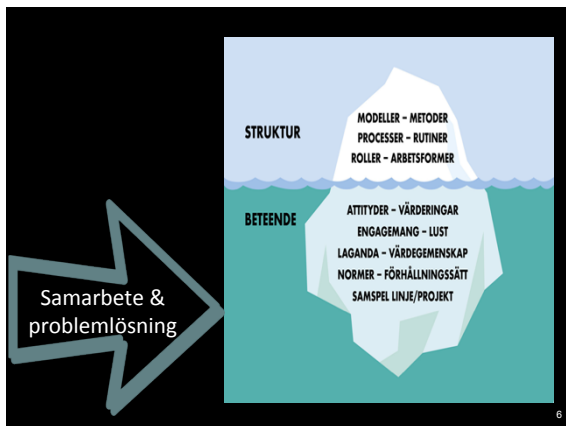 STRUKTUR
MODELLER – METODER
PROCESSER – RUTINER
ROLLER – ARBETSFORMER
BETEENDE
ATTITYDER – VÄRDERINGAR
ENGAGEMANG – LUST
LAGANDA – VÄRDEGEMENSKAP
NORMER – FÖRHÅLLNINGSSÄTT
SAMSPEL LINJE/PROJEKT
Samarbete &
problemlösning
6